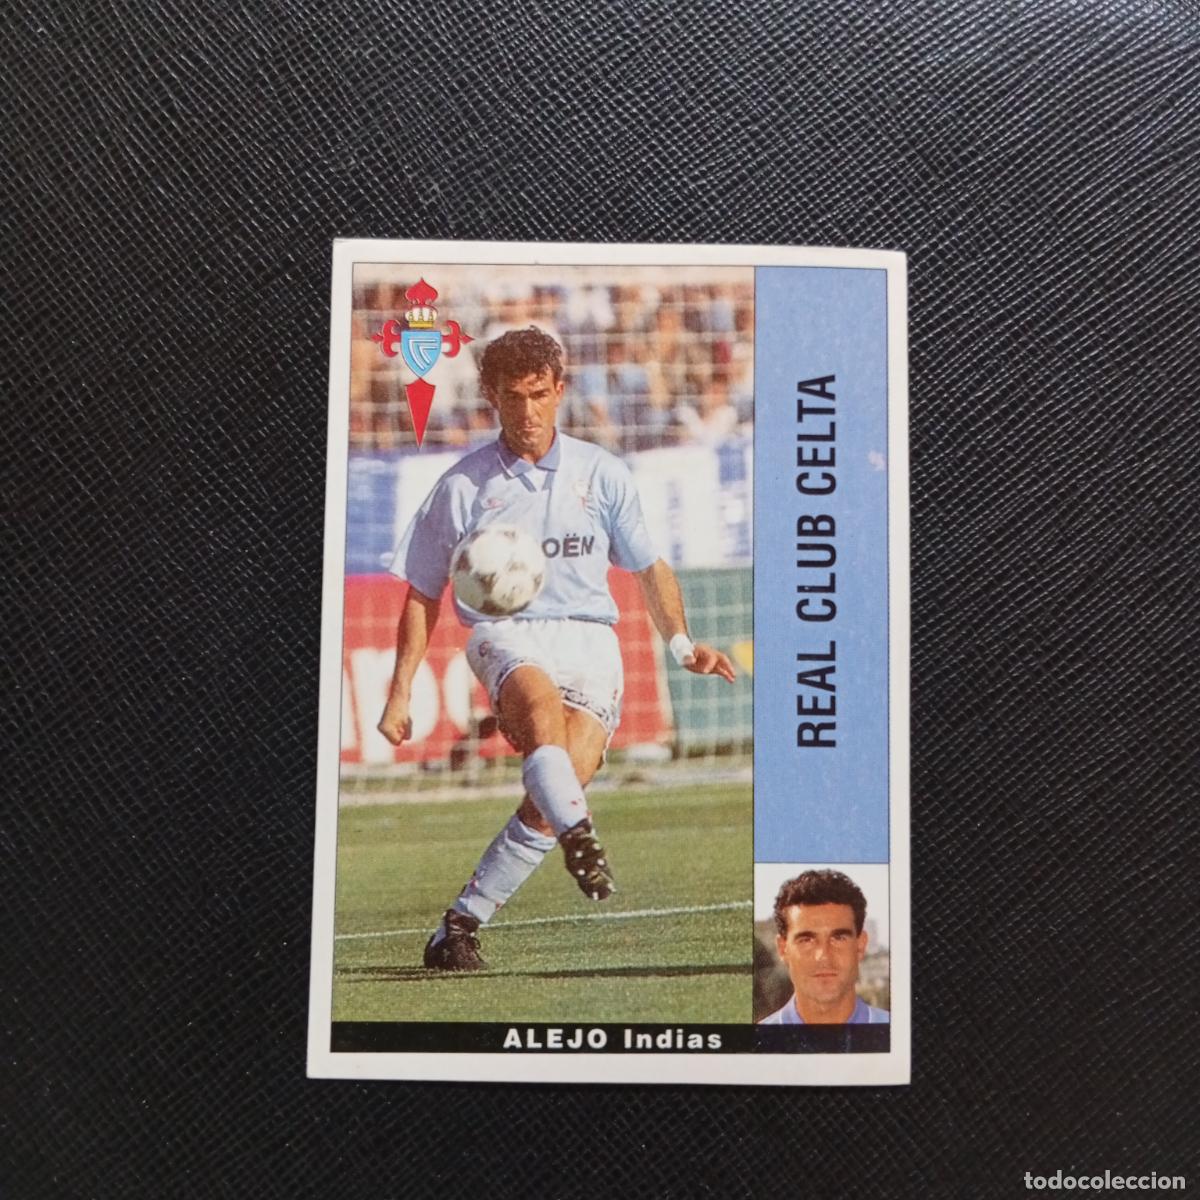 REAL CLUB CELTA
OËN
ALEJO Indias
todocoleccion